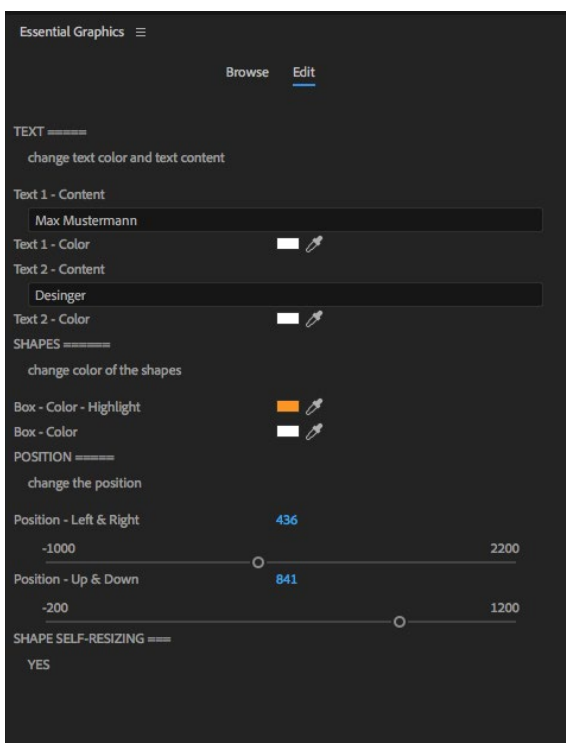 Essential Graphics
Browse Edit
TEXT =====
change text color and text content
Text 1 - Content
Max Mustermann
Text 1 - Color
Text 2 - Content
Desinger
Text 2 - Color
SHAPES ======
change color of the shapes
Box - Color - Highlight
Box - Color
POSITION =====
change the position
Position - Left & Right 436
-1000 2200
Position - Up & Down 841
-200 1200
SHAPE SELF-RESIZING ===
YES